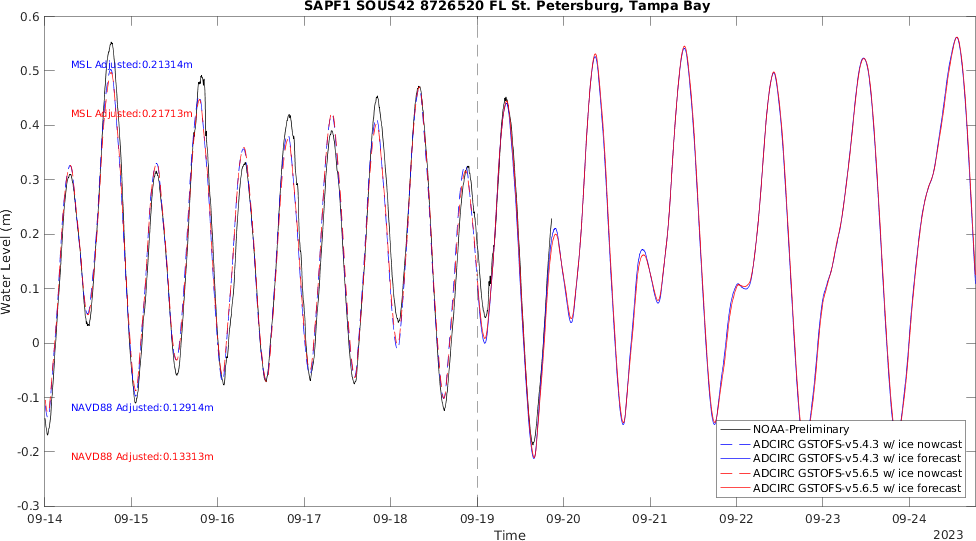 SAPF1 SOUS42 8726520 FL St. Petersburg, Tampa Bay
0.6
0.5
0.4
0.3
0.2
0.1
0
-0.1
-0.2
-0.3
Water Level (m)
MSL Adjusted:0.21314m
MSL Adjusted:0.21713m
NAVD88 Adjusted:0.12914m
NAVD88 Adjusted:0.13313m
NOAA-Preliminary
ADCIRC GSTOFS-v5.4.3 w/ ice nowcast
ADCIRC GSTOFS-v5.4.3 w/ ice forecast
ADCIRC GSTOFS-v5.6.5 w/ ice nowcast
ADCIRC GSTOFS-v5.6.5 w/ ice forecast
09-14 09-15 09-16 09-17 09-18 09-19 09-20 09-21 09-22 09-23 09-24
Time
2023